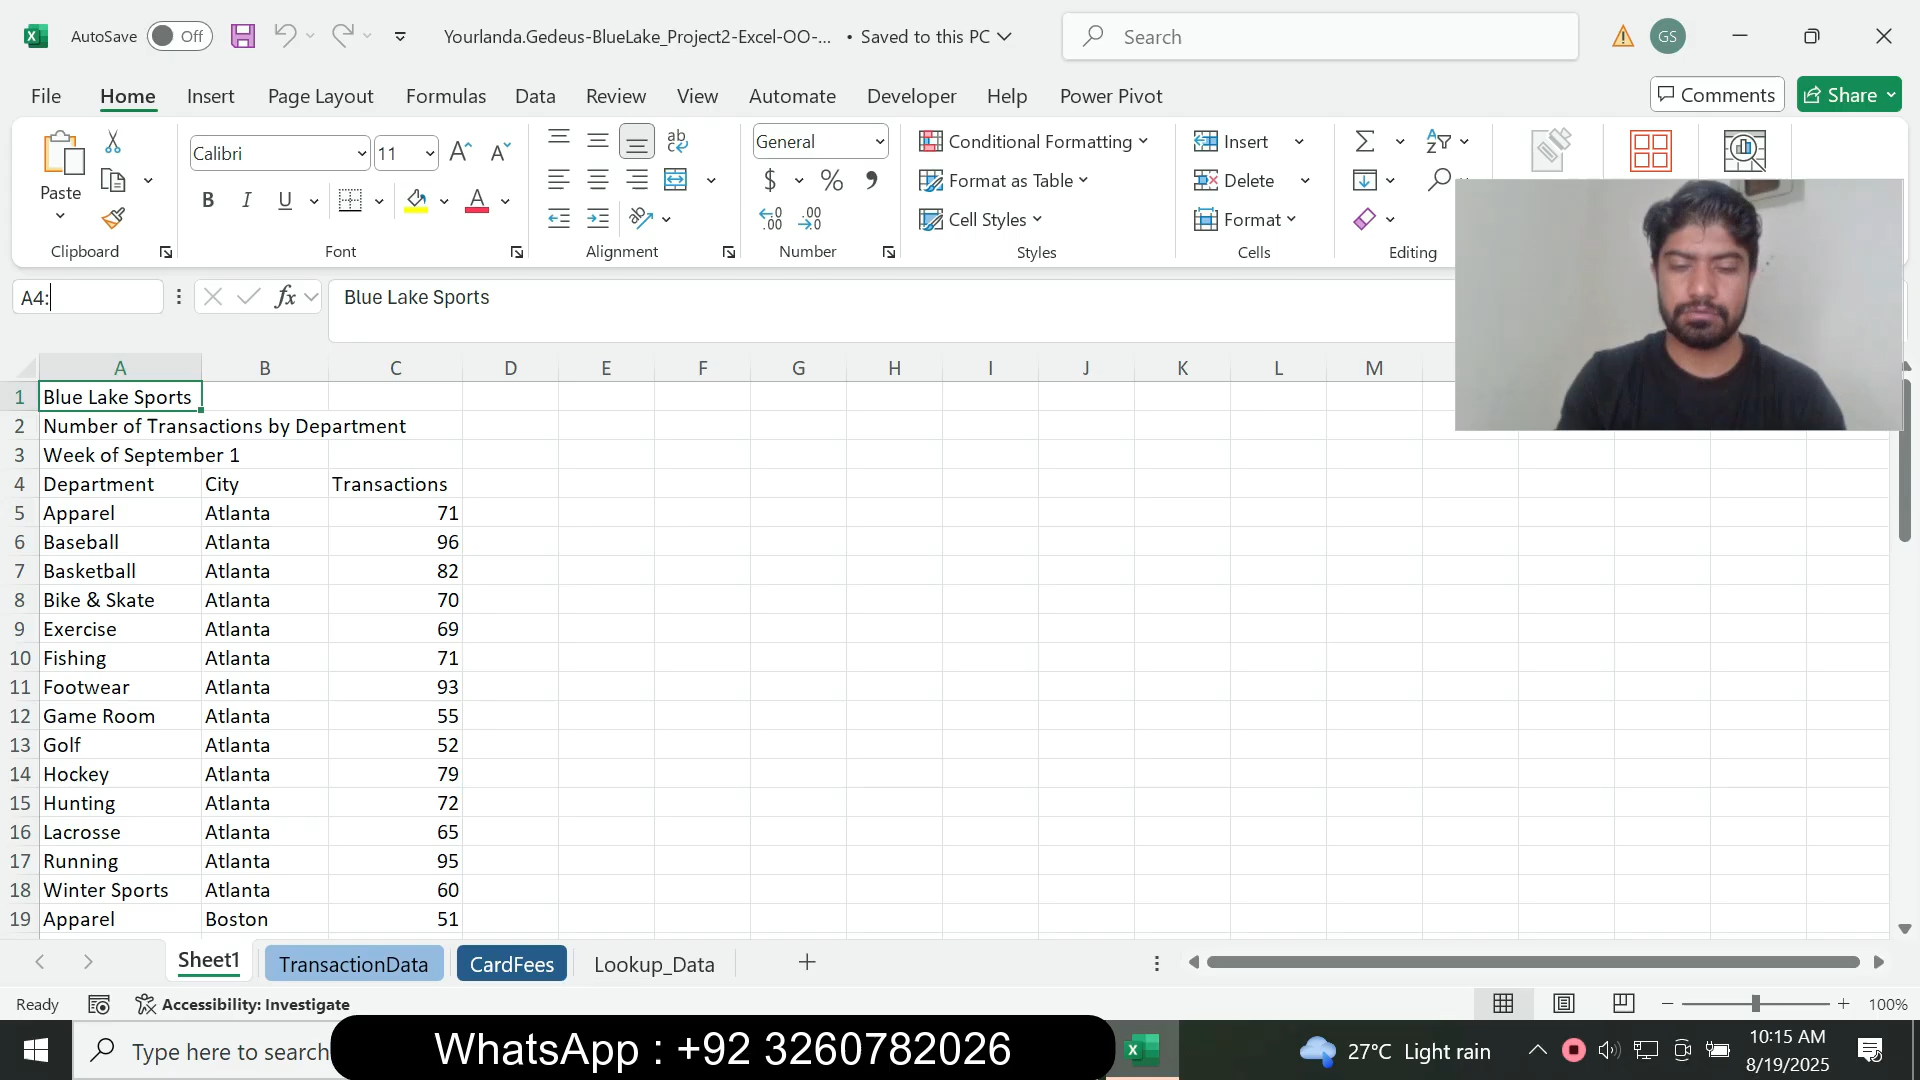 AutoSave Off Yourlanda.Gedeus-BlueLake_Project2-Excel-OO-... • Saved to this PC Search GS
File Home Insert Page Layout Formulas Data Review View Automate Developer Help Power Pivot Comments Share
Paste
Clipboard
Calibri 11
B I U
Font
ab
Alignment
General
$ % ,
Number
Conditional Formatting
Format as Table
Cell Styles
Styles
Insert
Delete
Format
Cells
Editing
A4: fx Blue Lake Sports
A B C D E F G H I J K L M
1 Blue Lake Sports
2 Number of Transactions by Department
3 Week of September 1
4 Department City Transactions
5 Apparel Atlanta 71
6 Baseball Atlanta 96
7 Basketball Atlanta 82
8 Bike & Skate Atlanta 70
9 Exercise Atlanta 69
10 Fishing Atlanta 71
11 Footwear Atlanta 93
12 Game Room Atlanta 55
13 Golf Atlanta 52
14 Hockey Atlanta 79
15 Hunting Atlanta 72
16 Lacrosse Atlanta 65
17 Running Atlanta 95
18 Winter Sports Atlanta 60
19 Apparel Boston 51
Sheet1 TransactionData CardFees Lookup_Data
Ready Accessibility: Investigate 100%
Type here to search WhatsApp : +92 3260782026 27°C Light rain 10:15 AM
8/19/2025